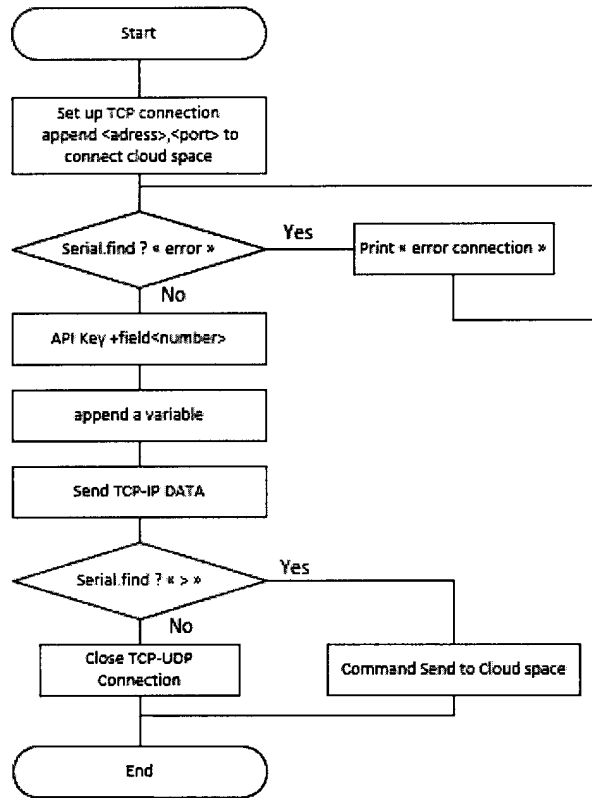 Start
Set up TCP connection
append <adress>,<port> to
connect cloud space
Serial.find ? « error »
Yes
Print « error connection »
No
API Key +field<number>
append a variable
Send TCP-IP DATA
Serial.find ? « > »
Yes
No
Close TCP-UDP
Connection
Command Send to Cloud space
End